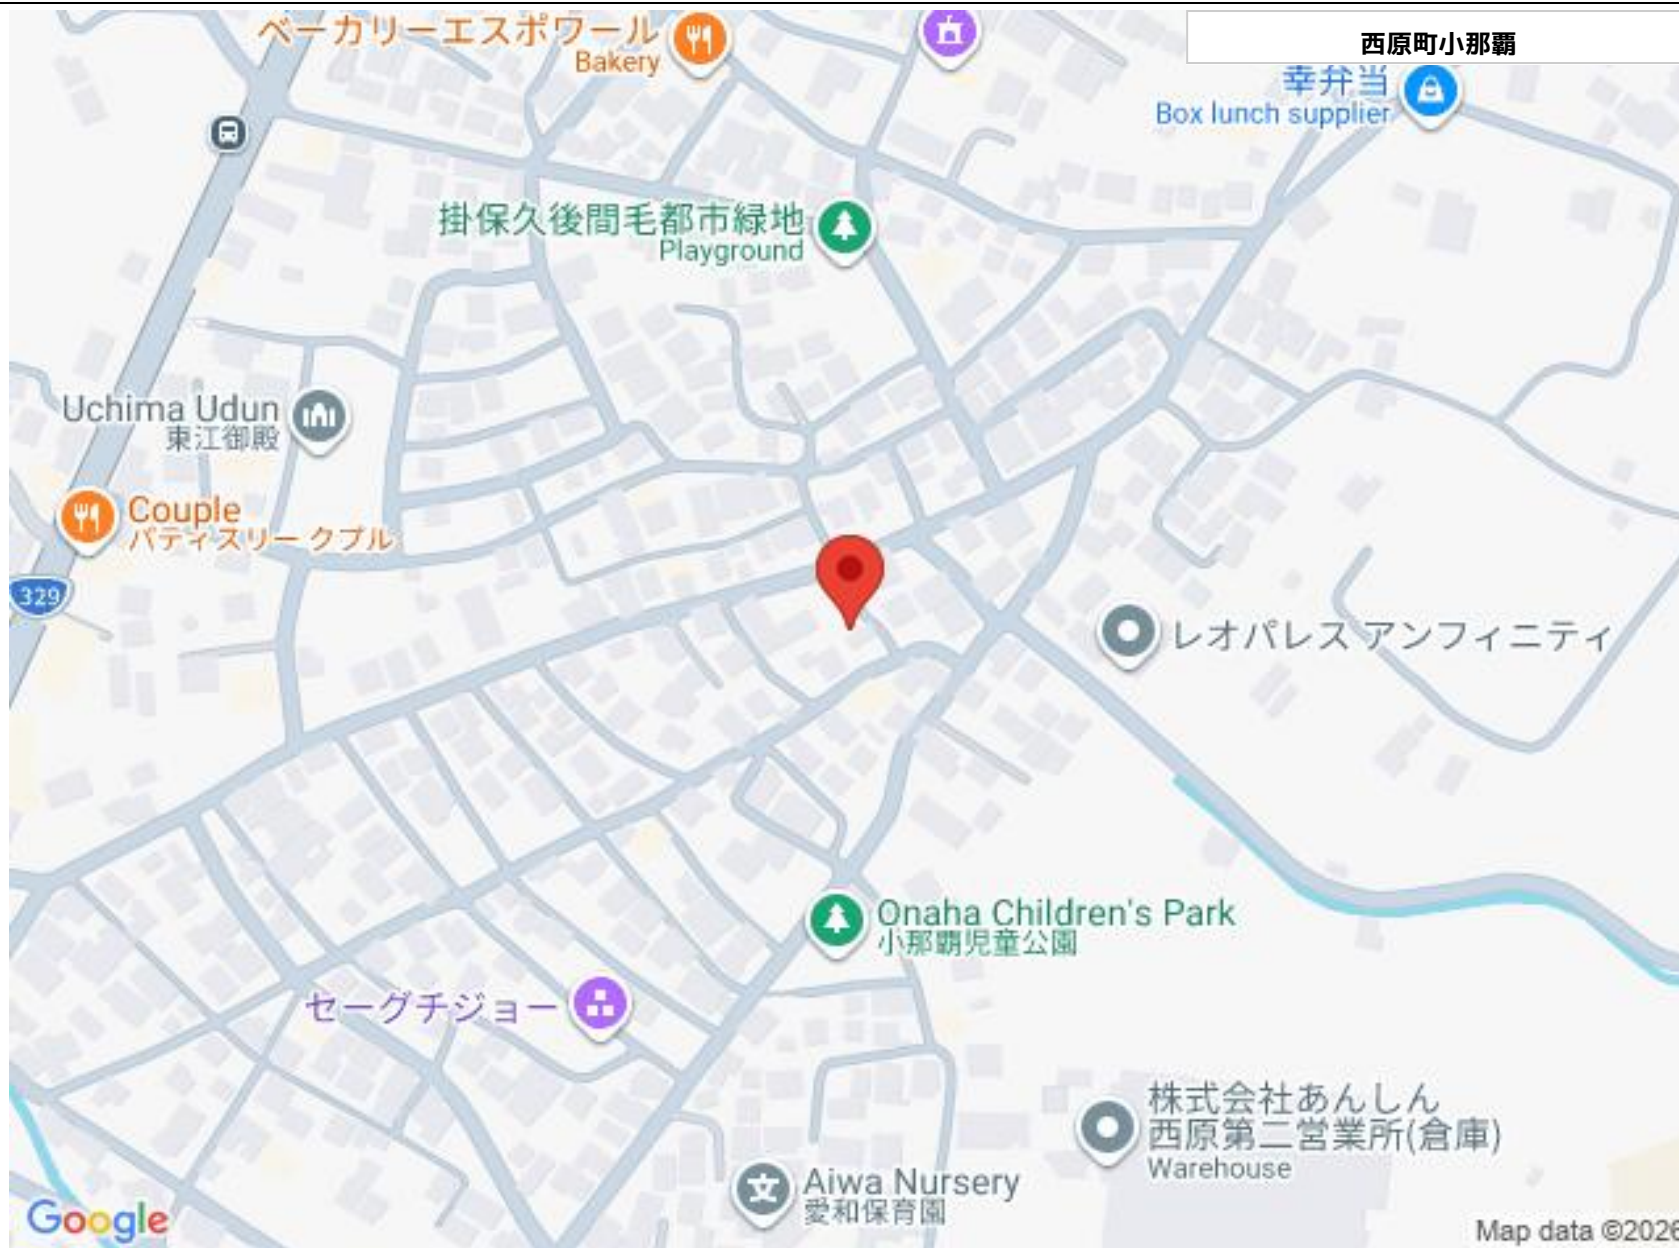 ベーカリーエスポワール
Bakery
西原町小那覇
幸弁当
Box lunch supplier
掛保久後間毛都市緑地
Playground
Uchima Udun
東江御殿
Couple
パティスリー クプル
329
レオパレス アンフィニティ
Onaha Children's Park
小那覇児童公園
セーグチジョー
株式会社あんしん
西原第二営業所(倉庫)
Warehouse
文
Aiwa Nursery
愛和保育園
Google
Map data ©2026